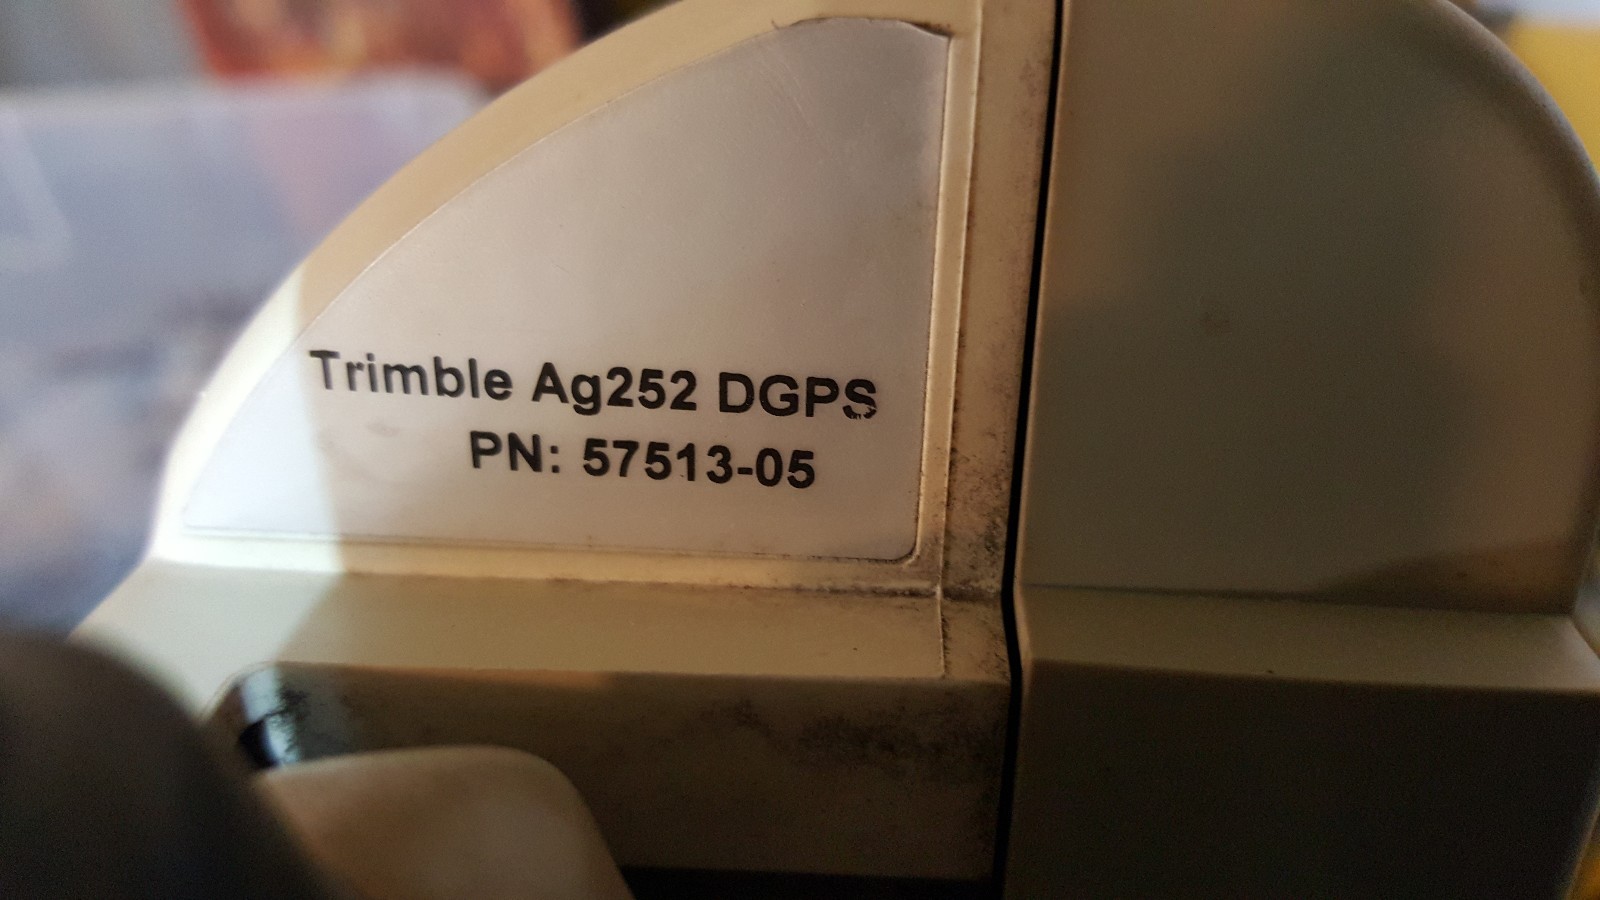 Trimble Ag252 DGPS
PN: 57513-05